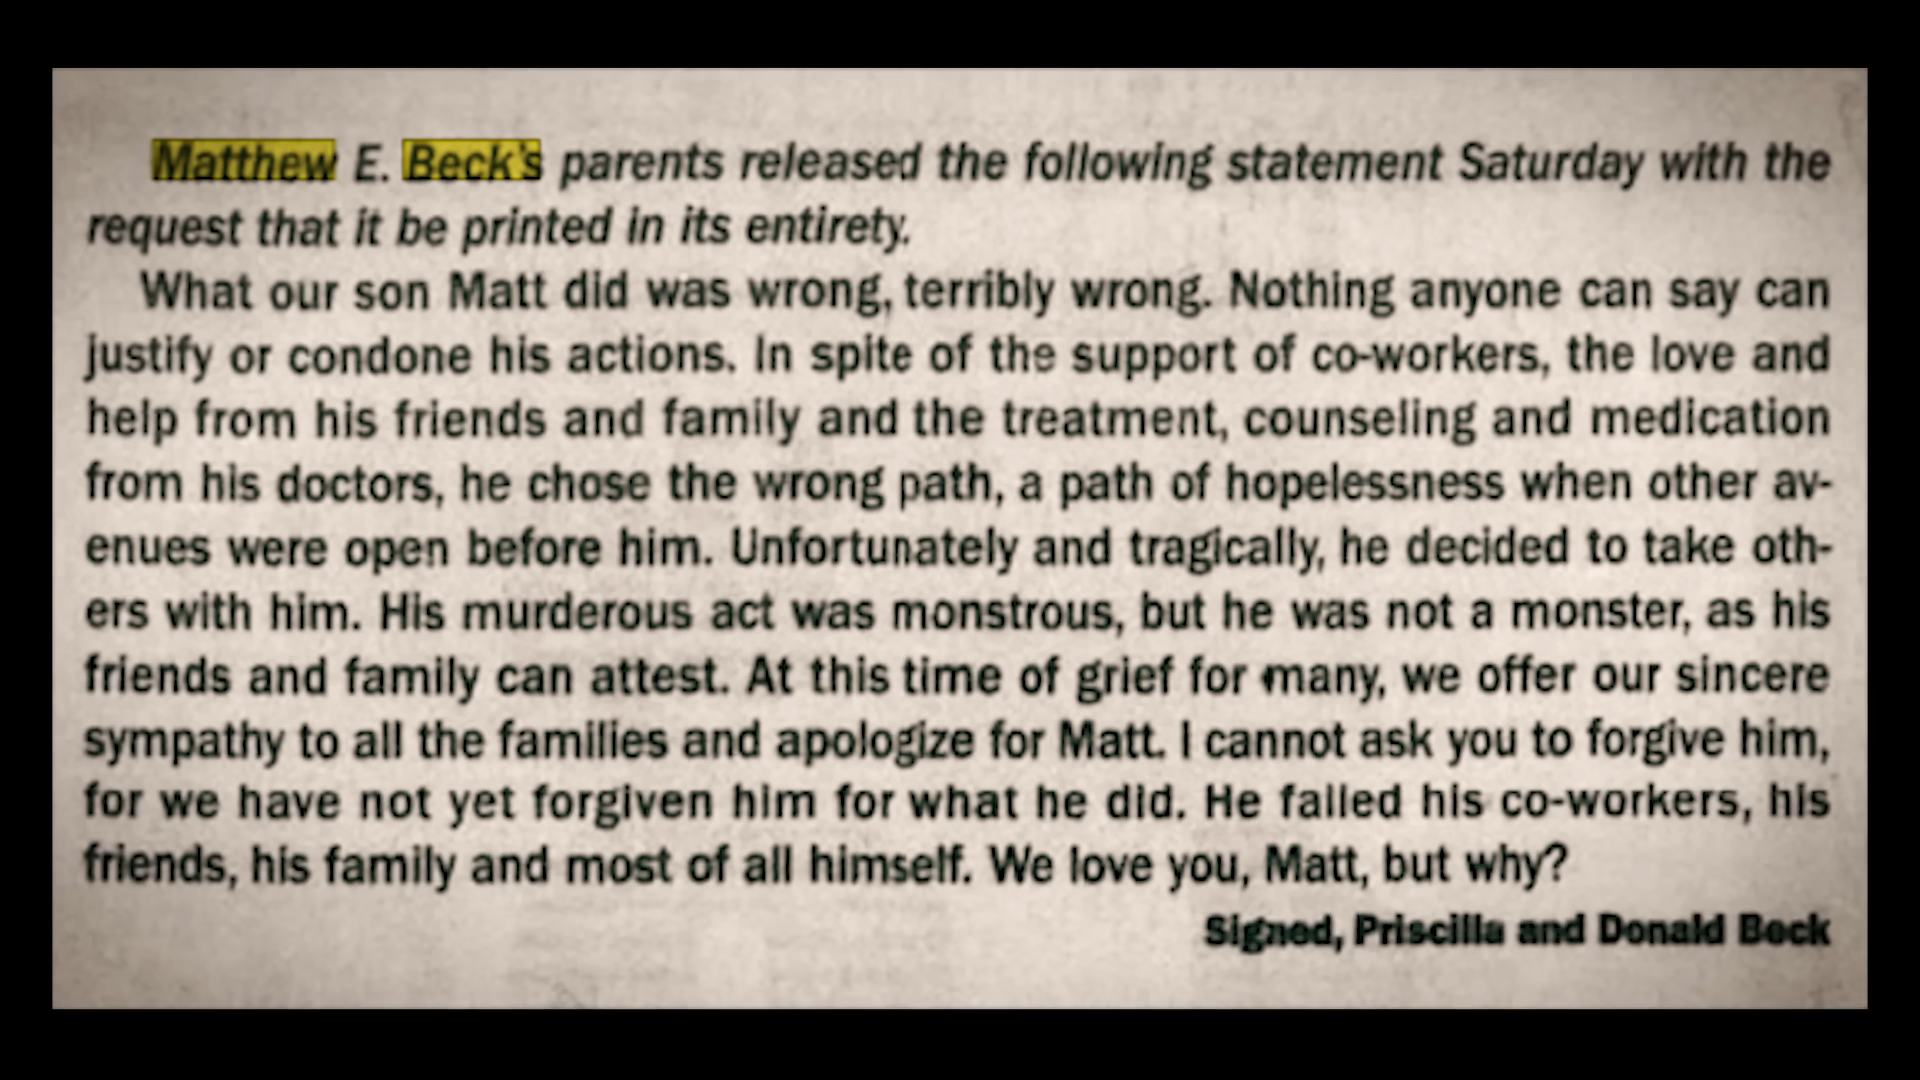 Matthew E. Beck's parents released the following statement Saturday with the
request that it be printed in its entirety.
What our son Matt did was wrong, terribly wrong. Nothing anyone can say can
justify or condone his actions. In spite of the support of co-workers, the love and
help from his friends and family and the treatment, counseling and medication
from his doctors, he chose the wrong path, a path of hopelessness when other av-
enues were open before him. Unfortunately and tragically, he decided to take oth-
ers with him. His murderous act was monstrous, but he was not a monster, as his
friends and family can attest. At this time of grief for many, we offer our sincere
sympathy to all the families and apologize for Matt. I cannot ask you to forgive him,
for we have not yet forgiven him for what he did. He failed his co-workers, his
friends, his family and most of all himself. We love you, Matt, but why?
Signed, Priscilla and Donald Beck